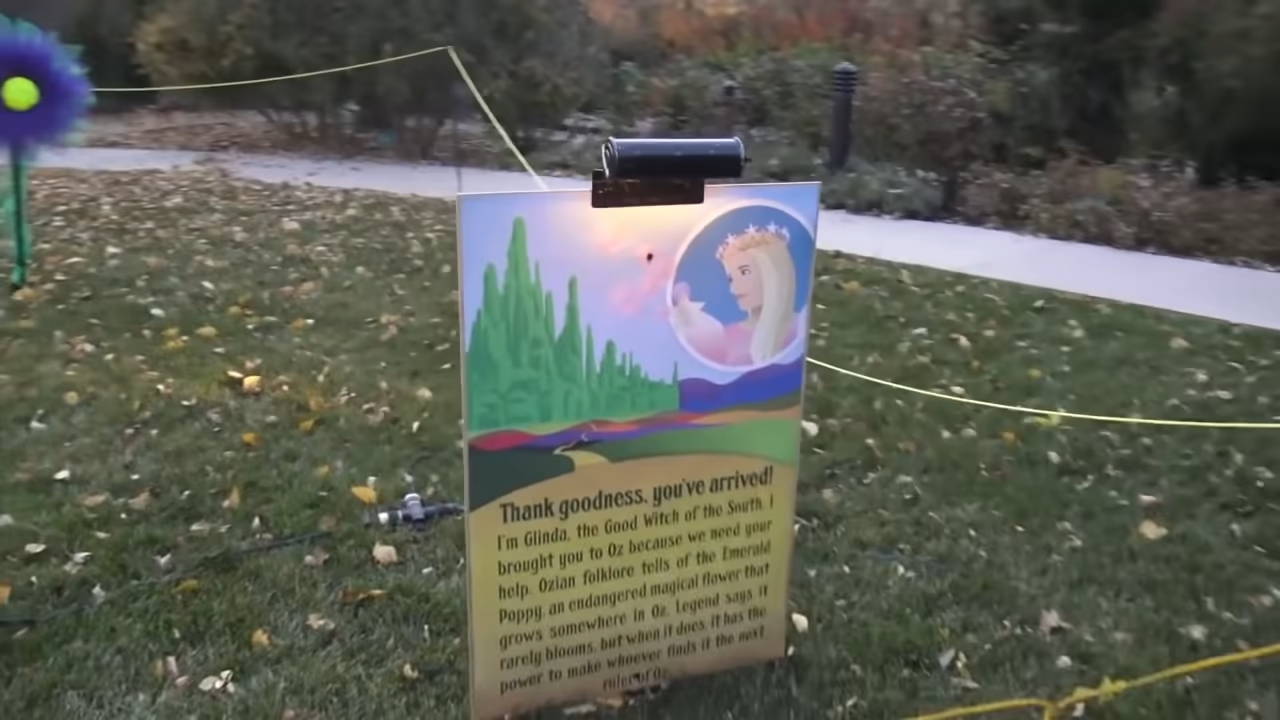 Thank goodness, you've arrived!
I'm Glinda, the Good Witch of the South. I
brought you to Oz because we need your
help. Ozian folklore tells of the Emerald
Poppy, an endangered magical flower that
grows somewhere in Oz. Legend says it
rarely blooms, but when it does, it has the
power to make whoever finds it the next
ruler of Oz.